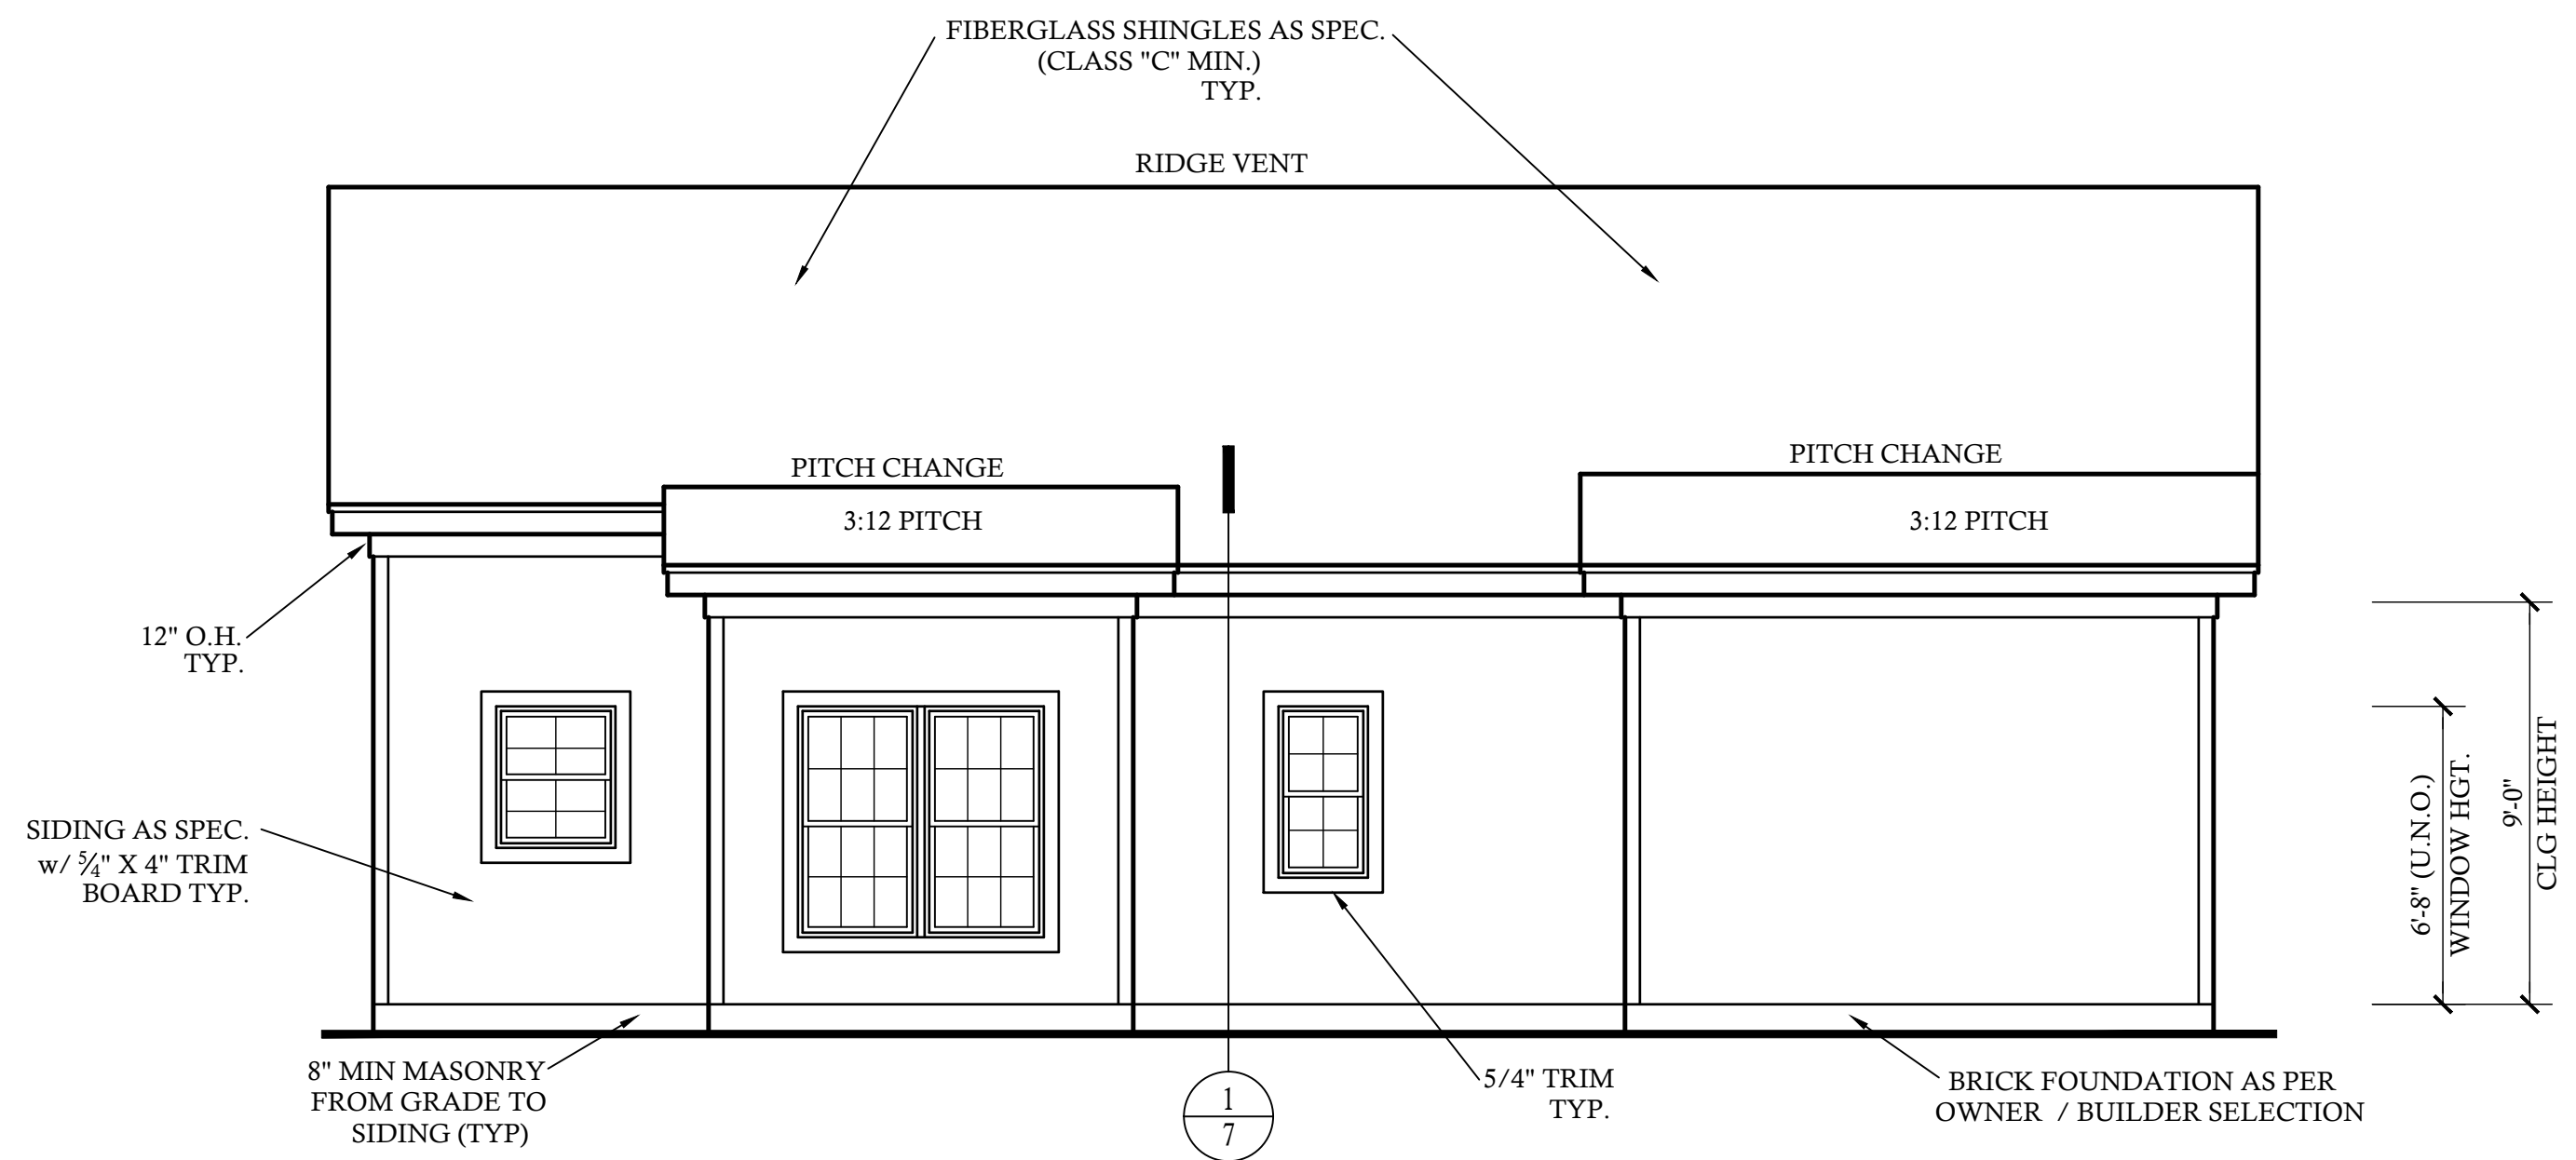 FIBERGLASS SHINGLES AS SPEC.
(CLASS "C" MIN.)
TYP.
RIDGE VENT
PITCH CHANGE
3:12 PITCH
PITCH CHANGE
3:12 PITCH
12" O.H.
TYP.
SIDING AS SPEC.
w/ 5⁄4" X 4" TRIM
BOARD TYP.
6'-8" (U.N.O.)
WINDOW HGT.
9'-0"
CLG HEIGHT
8" MIN MASONRY
FROM GRADE TO
SIDING (TYP)
1
7
5/4" TRIM
TYP.
BRICK FOUNDATION AS PER
OWNER / BUILDER SELECTION